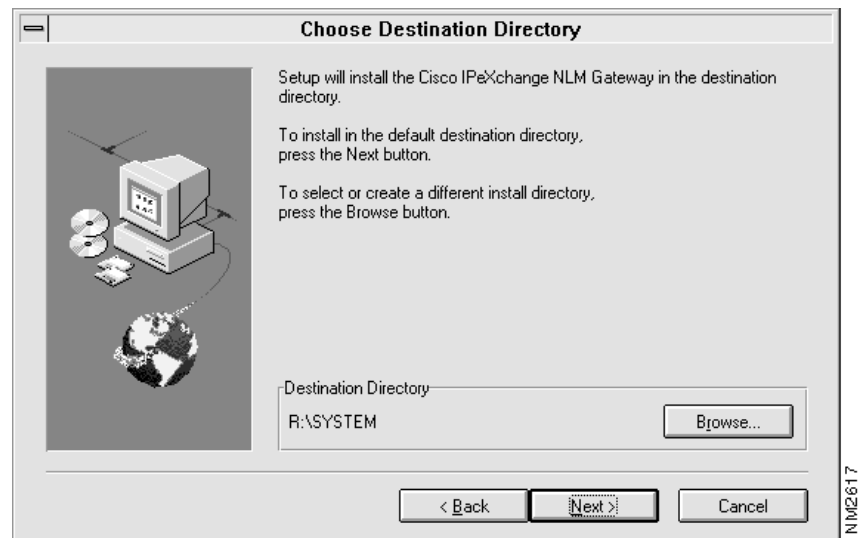 Choose Destination Directory
Setup will install the Cisco IPeXchange NLM Gateway in the destination
directory.
To install in the default destination directory,
press the Next button.
To select or create a different install directory,
press the Browse button.
Destination Directory
R:\SYSTEM
Browse...
< Back
Next >
Cancel
NM2617